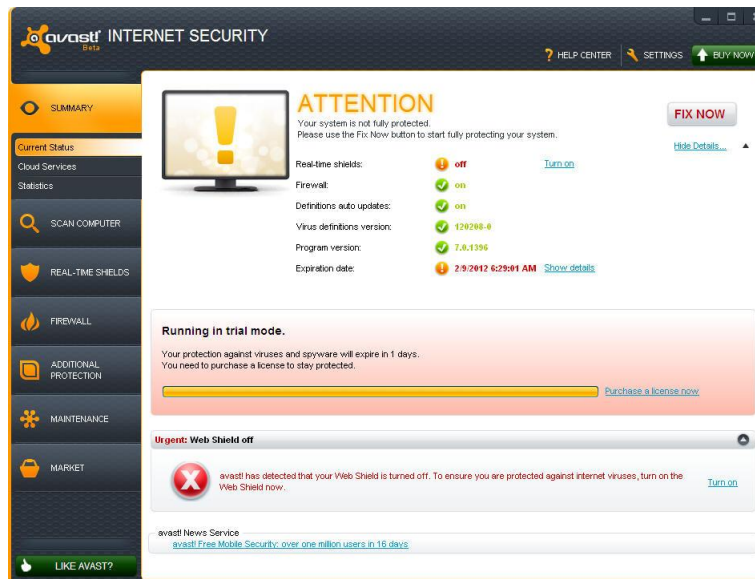 avast! INTERNET SECURITY
Beta
? HELP CENTER
SETTINGS
BUY NOW
SUMMARY
Current Status
Cloud Services
Statistics
SCAN COMPUTER
REAL-TIME SHIELDS
FIREWALL
ADDITIONAL
PROTECTION
MAINTENANCE
MARKET
LIKE AVAST?
ATTENTION
Your system is not fully protected.
Please use the Fix Now button to start fully protecting your system.
FIX NOW
Hide Details...
Real-time shields: off Turn on
Firewall: on
Definitions auto updates: on
Virus definitions version: 120208-0
Program version: 7.0.1396
Expiration date: 2/9/2012 6:29:01 AM Show details
Running in trial mode.
Your protection against viruses and spyware will expire in 1 days.
You need to purchase a license to stay protected.
Purchase a license now
Urgent: Web Shield off
avast! has detected that your Web Shield is turned off. To ensure you are protected against internet viruses, turn on the
Web Shield now.
Turn on
avast! News Service
avast! Free Mobile Security: over one million users in 16 days